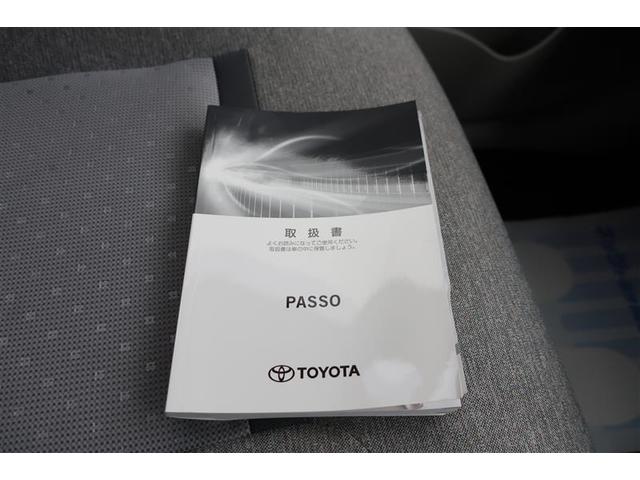 取扱書
よくお読みになってご使用ください。
取扱書は車の中に保管しましょう。
PASSO
TOYOTA